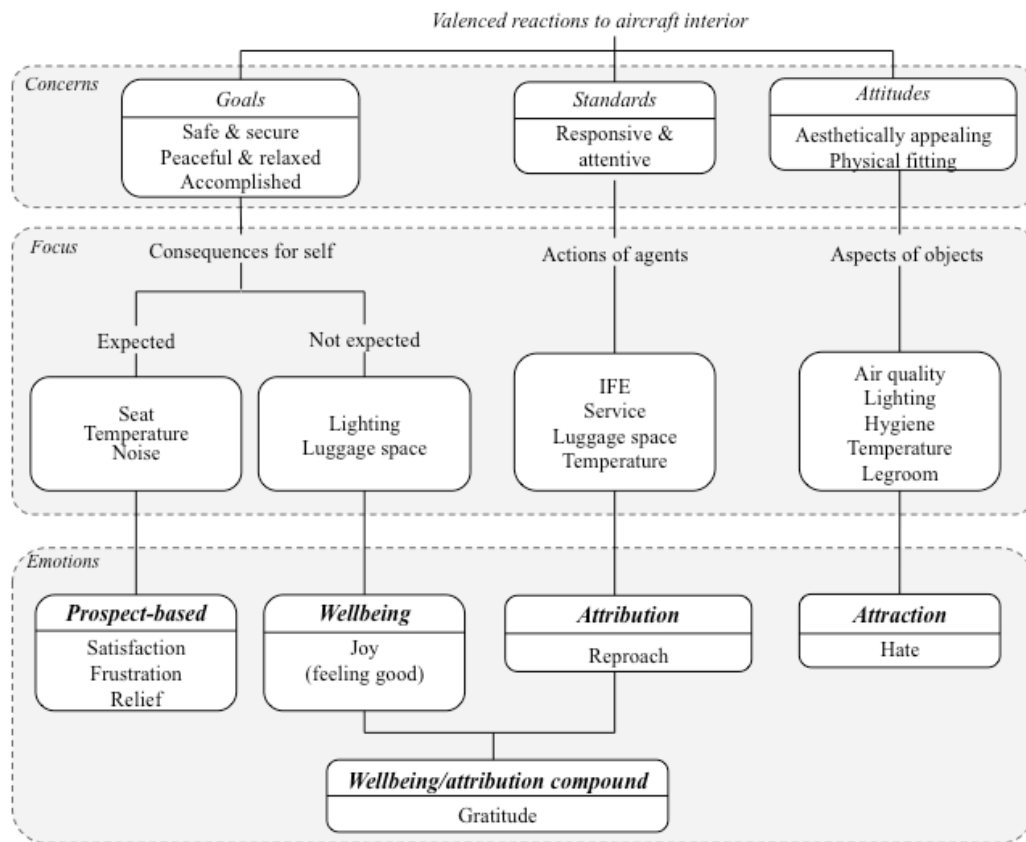 Valenced reactions to aircraft interior
Concerns
Goals
Safe & secure
Peaceful & relaxed
Accomplished
Standards
Responsive &
attentive
Attitudes
Aesthetically appealing
Physical fitting
Focus
Consequences for self
Actions of agents
Aspects of objects
Expected
Not expected
Seat
Temperature
Noise
Lighting
Luggage space
IFE
Service
Luggage space
Temperature
Air quality
Lighting
Hygiene
Temperature
Legroom
Emotions
Prospect-based
Satisfaction
Frustration
Relief
Wellbeing
Joy
(feeling good)
Attribution
Reproach
Attraction
Hate
Wellbeing/attribution compound
Gratitude